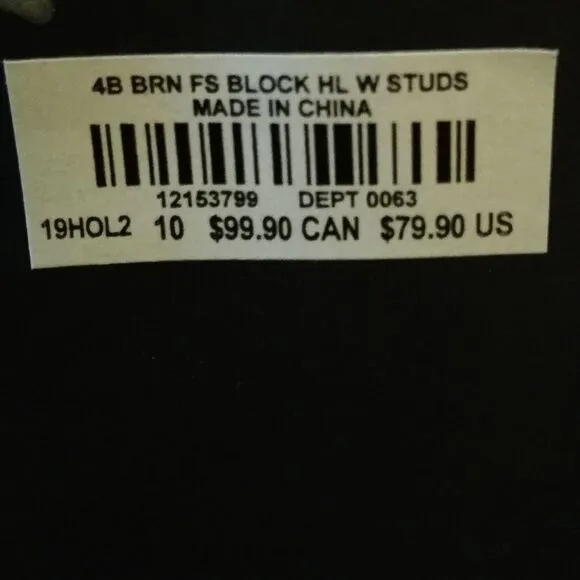 4B BRN FS BLOCK HL W STUDS
MADE IN CHINA
12153799 DEPT 0063
19HOL2 10 $99.90 CAN $79.90 US